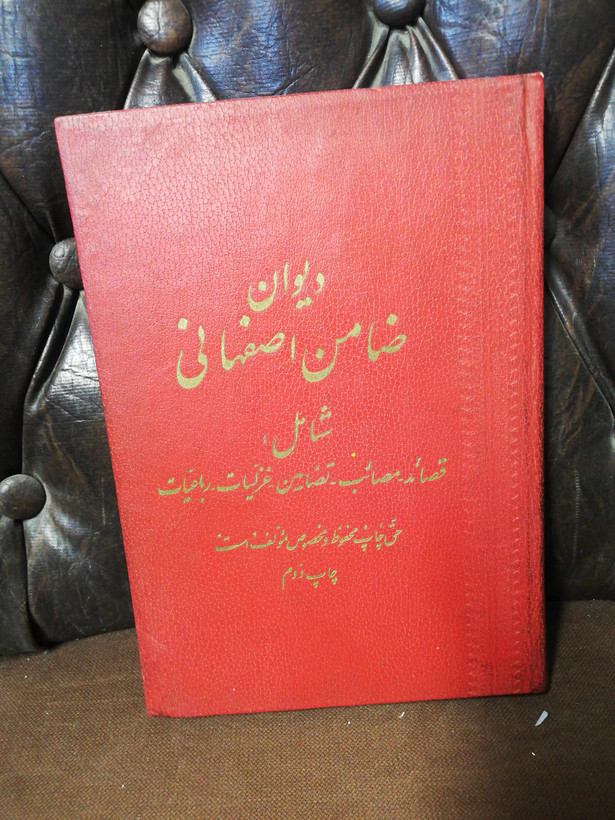 دیوان
ضامن اصفهانی
شامل:
قصائد - مصائب - تضامین - غزلیات - رباعیات
حق چاپ محفوظ و مخصوص مؤلف است
چاپ دوم